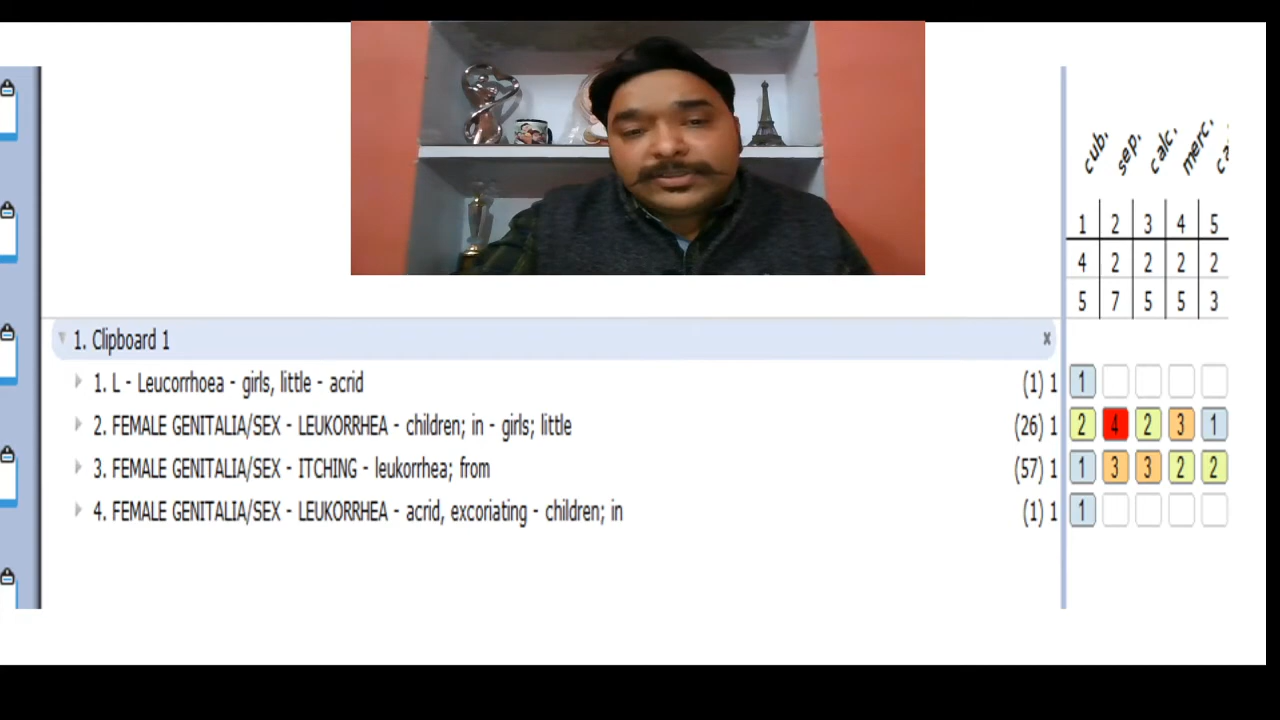 cub. sep. calc. merc.
1 2 3 4 5
4 2 2 2 2
5 7 5 5 3
1. Clipboard 1 x
1. L - Leucorrhoea - girls, little - acrid (1) 1 1
2. FEMALE GENITALIA/SEX - LEUKORRHEA - children; in - girls; little (26) 1 2 4 2 3 1
3. FEMALE GENITALIA/SEX - ITCHING - leukorrhea; from (57) 1 1 3 3 2 2
4. FEMALE GENITALIA/SEX - LEUKORRHEA - acrid, excoriating - children; in (1) 1 1